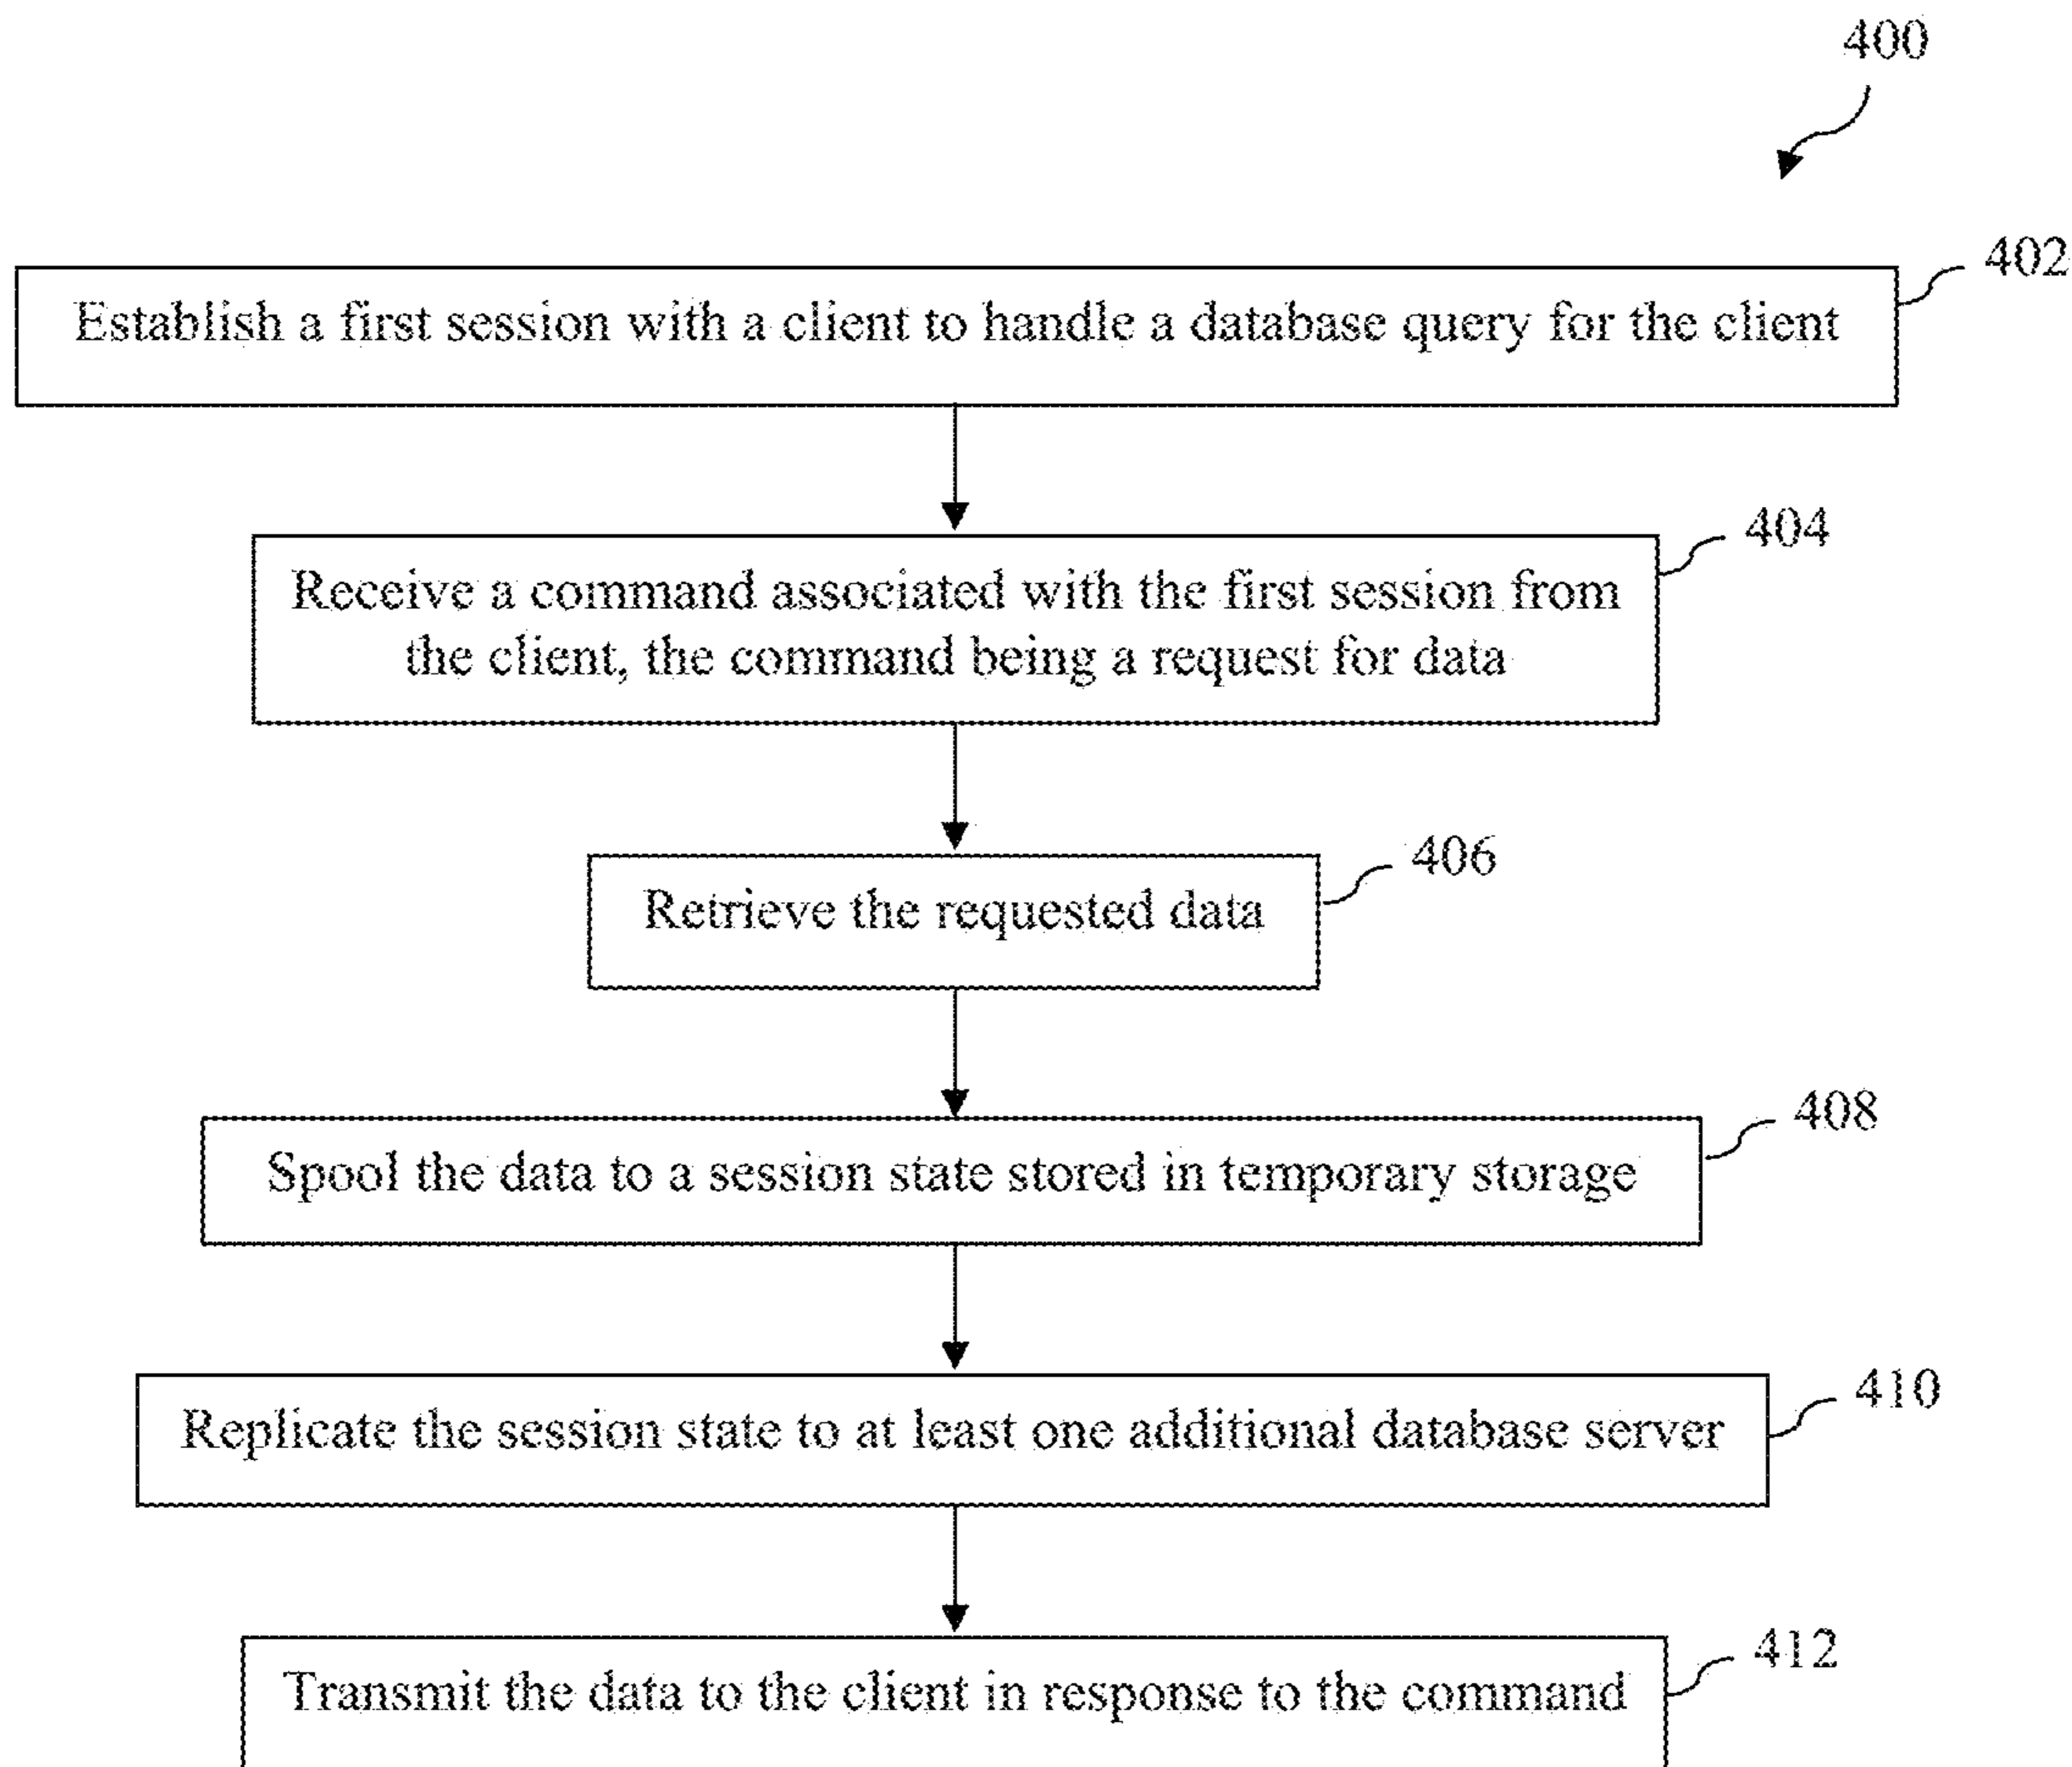 400
402
Establish a first session with a client to handle a database query for the client
404
Receive a command associated with the first session from
the client, the command being a request for data
406
Retrieve the requested data
408
Spool the data to a session state stored in temporary storage
410
Replicate the session state to at least one additional database server
412
Transmit the data to the client in response to the command